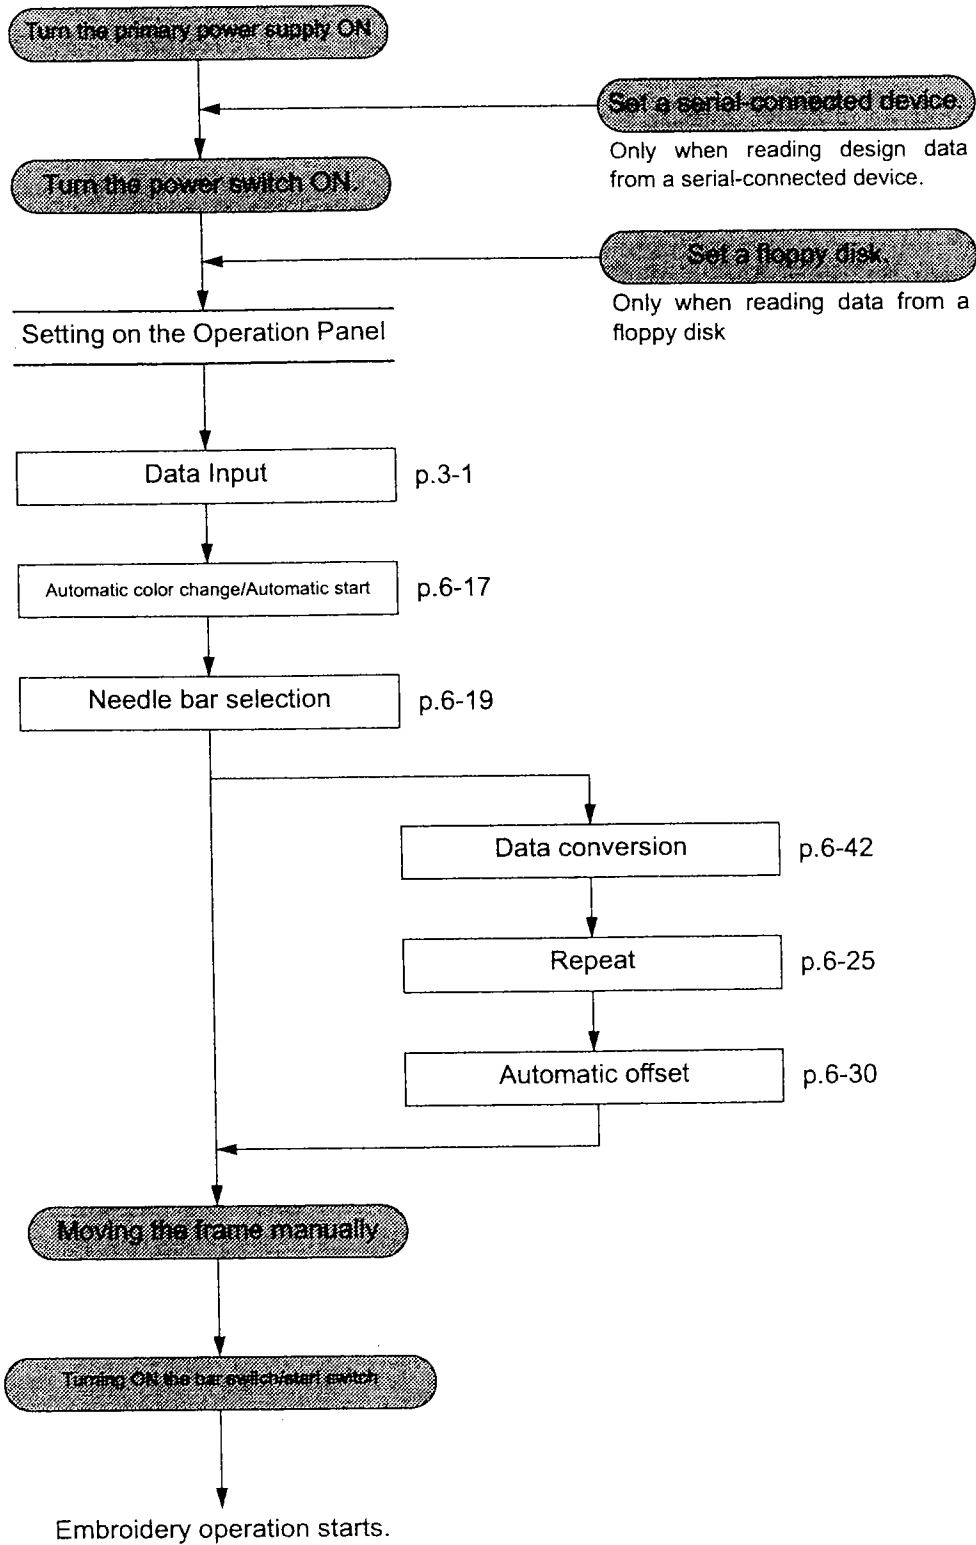 Turn the primary power supply ON
Set a serial-connected device.
Only when reading design data
from a serial-connected device.
Turn the power switch ON.
Set a floppy disk.
Only when reading data from a
floppy disk
Setting on the Operation Panel
Data Input p.3-1
Automatic color change/Automatic start p.6-17
Needle bar selection p.6-19
Data conversion p.6-42
Repeat p.6-25
Automatic offset p.6-30
Moving the frame manually
Turning ON the bar switch/start switch
Embroidery operation starts.